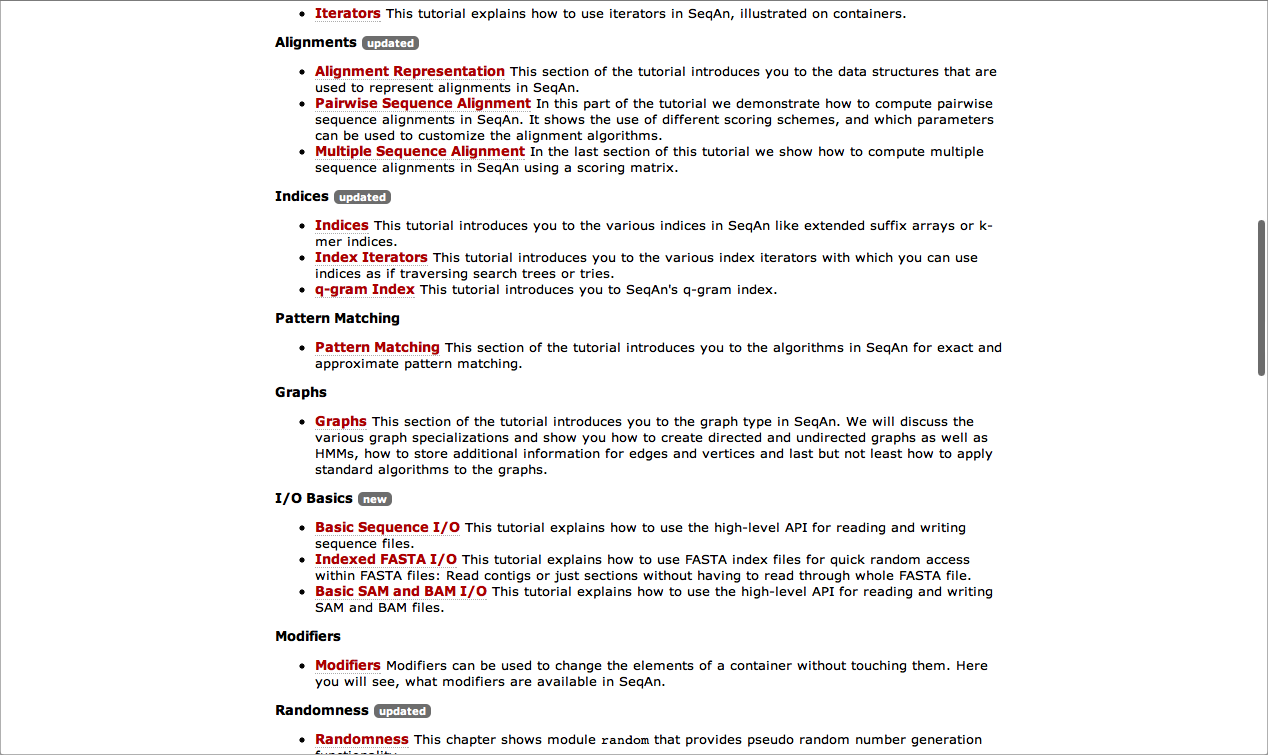 Iterators This tutorial explains how to use iterators in SeqAn, illustrated on containers.
Alignments updated
Alignment Representation This section of the tutorial introduces you to the data structures that are
used to represent alignments in SeqAn.
Pairwise Sequence Alignment In this part of the tutorial we demonstrate how to compute pairwise
sequence alignments in SeqAn. It shows the use of different scoring schemes, and which parameters
can be used to customize the alignment algorithms.
Multiple Sequence Alignment In the last section of this tutorial we show how to compute multiple
sequence alignments in SeqAn using a scoring matrix.
Indices updated
Indices This tutorial introduces you to the various indices in SeqAn like extended suffix arrays or k-
mer indices.
Index Iterators This tutorial introduces you to the various index iterators with which you can use
indices as if traversing search trees or tries.
q-gram Index This tutorial introduces you to SeqAn's q-gram index.
Pattern Matching
Pattern Matching This section of the tutorial introduces you to the algorithms in SeqAn for exact and
approximate pattern matching.
Graphs
Graphs This section of the tutorial introduces you to the graph type in SeqAn. We will discuss the
various graph specializations and show you how to create directed and undirected graphs as well as
HMMs, how to store additional information for edges and vertices and last but not least how to apply
standard algorithms to the graphs.
I/O Basics new
Basic Sequence I/O This tutorial explains how to use the high-level API for reading and writing
sequence files.
Indexed FASTA I/O This tutorial explains how to use FASTA index files for quick random access
within FASTA files: Read contigs or just sections without having to read through whole FASTA file.
Basic SAM and BAM I/O This tutorial explains how to use the high-level API for reading and writing
SAM and BAM files.
Modifiers
Modifiers Modifiers can be used to change the elements of a container without touching them. Here
you will see, what modifiers are available in SeqAn.
Randomness updated
Randomness This chapter shows module random that provides pseudo random number generation